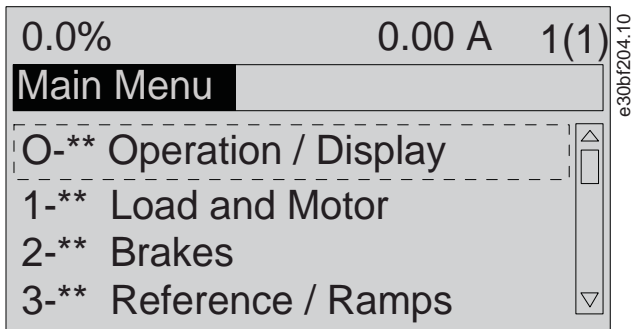 0.0% 0.00 A 1(1)
Main Menu
O-** Operation / Display
1-** Load and Motor
2-** Brakes
3-** Reference / Ramps
e30bf204.10